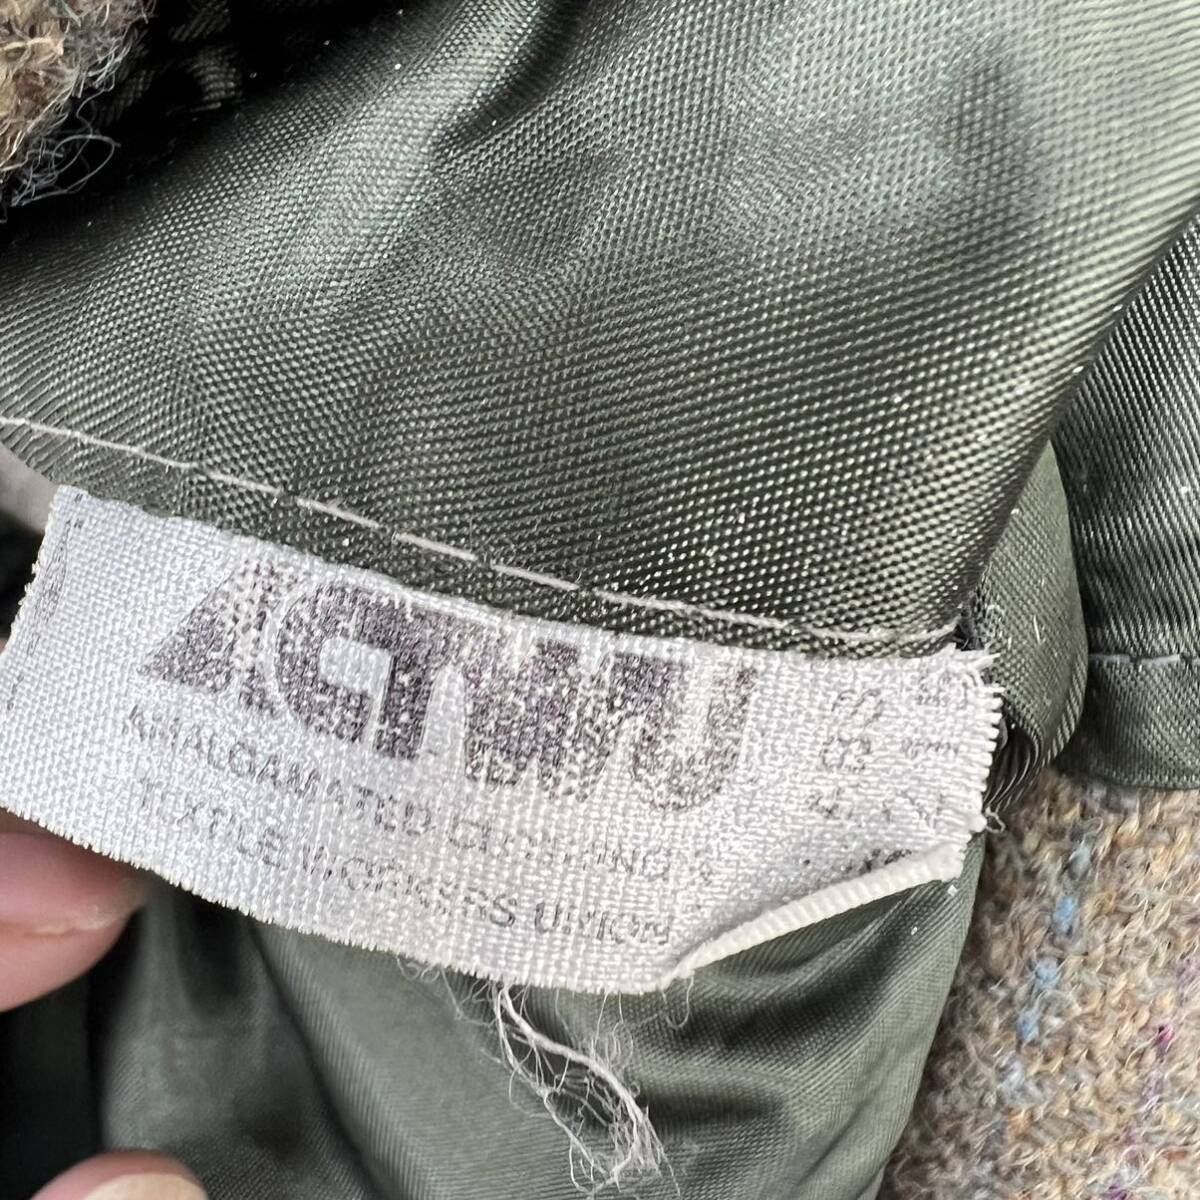 ACTWU
AMALGAMATED CLOTHING &
TEXTILE WORKERS UNION